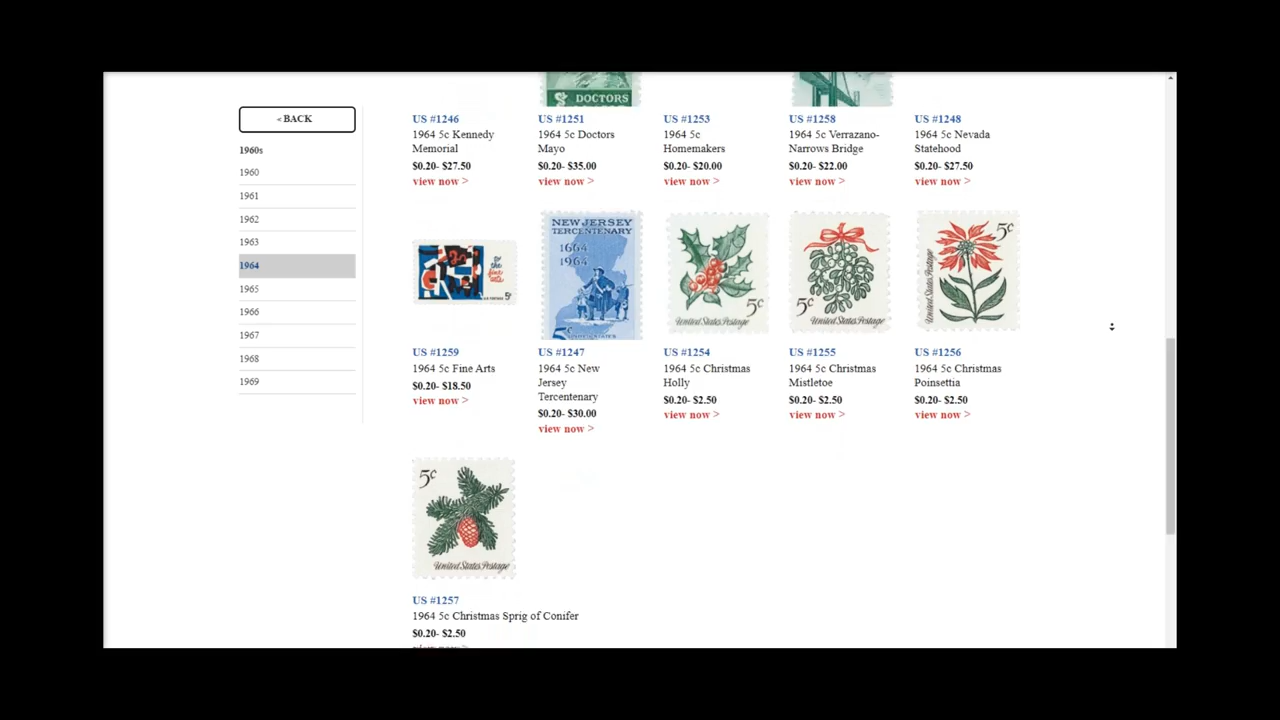 DOCTORS
« BACK
1960s
1960
1961
1962
1963
1964
1965
1966
1967
1968
1969
US #1246
1964 5c Kennedy
Memorial
$0.20- $27.50
view now >
US #1251
1964 5c Doctors
Mayo
$0.20- $35.00
view now >
US #1253
1964 5c
Homemakers
$0.20- $20.00
view now >
US #1258
1964 5c Verrazano-
Narrows Bridge
$0.20- $22.00
view now >
US #1248
1964 5c Nevada
Statehood
$0.20- $27.50
view now >
to the
fine
arts
U.S. POSTAGE 5c
US #1259
1964 5c Fine Arts
$0.20- $18.50
view now >
NEW JERSEY
TERCENTENARY
1664
1964
5c
US #1247
1964 5c New
Jersey
Tercentenary
$0.20- $30.00
view now >
5c
United States Postage
US #1254
1964 5c Christmas
Holly
$0.20- $2.50
view now >
5c
United States Postage
US #1255
1964 5c Christmas
Mistletoe
$0.20- $2.50
view now >
5c
United States Postage
US #1256
1964 5c Christmas
Poinsettia
$0.20- $2.50
view now >
5c
United States Postage
US #1257
1964 5c Christmas Sprig of Conifer
$0.20- $2.50
view now >